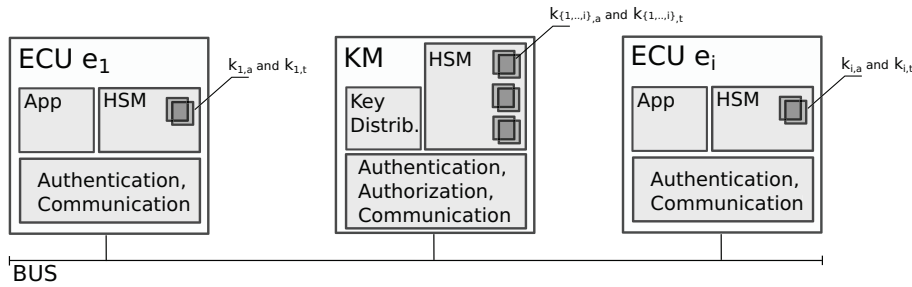 ECU e1
k1,a and k1,t
App
HSM
Authentication,
Communication
KM
k{1,..,i},a and k{1,..,i},t
HSM
Key
Distrib.
Authentication,
Authorization,
Communication
ECU ei
ki,a and ki,t
App
HSM
Authentication,
Communication
BUS